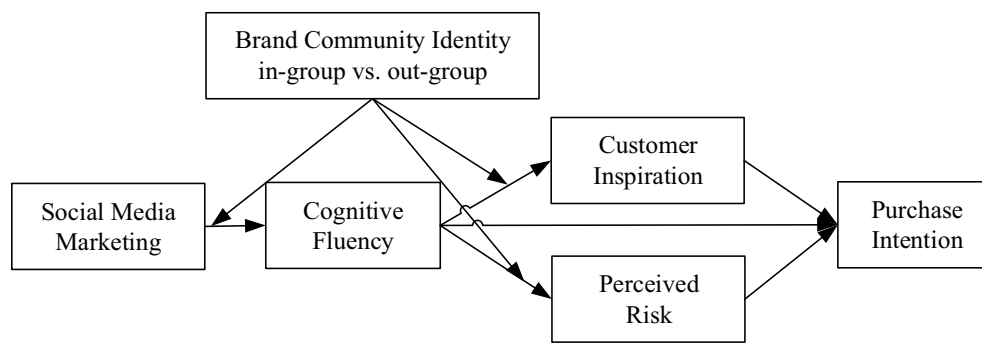 Brand Community Identity
in-group vs. out-group
Customer
Inspiration
Social Media
Marketing
Cognitive
Fluency
Purchase
Intention
Perceived
Risk